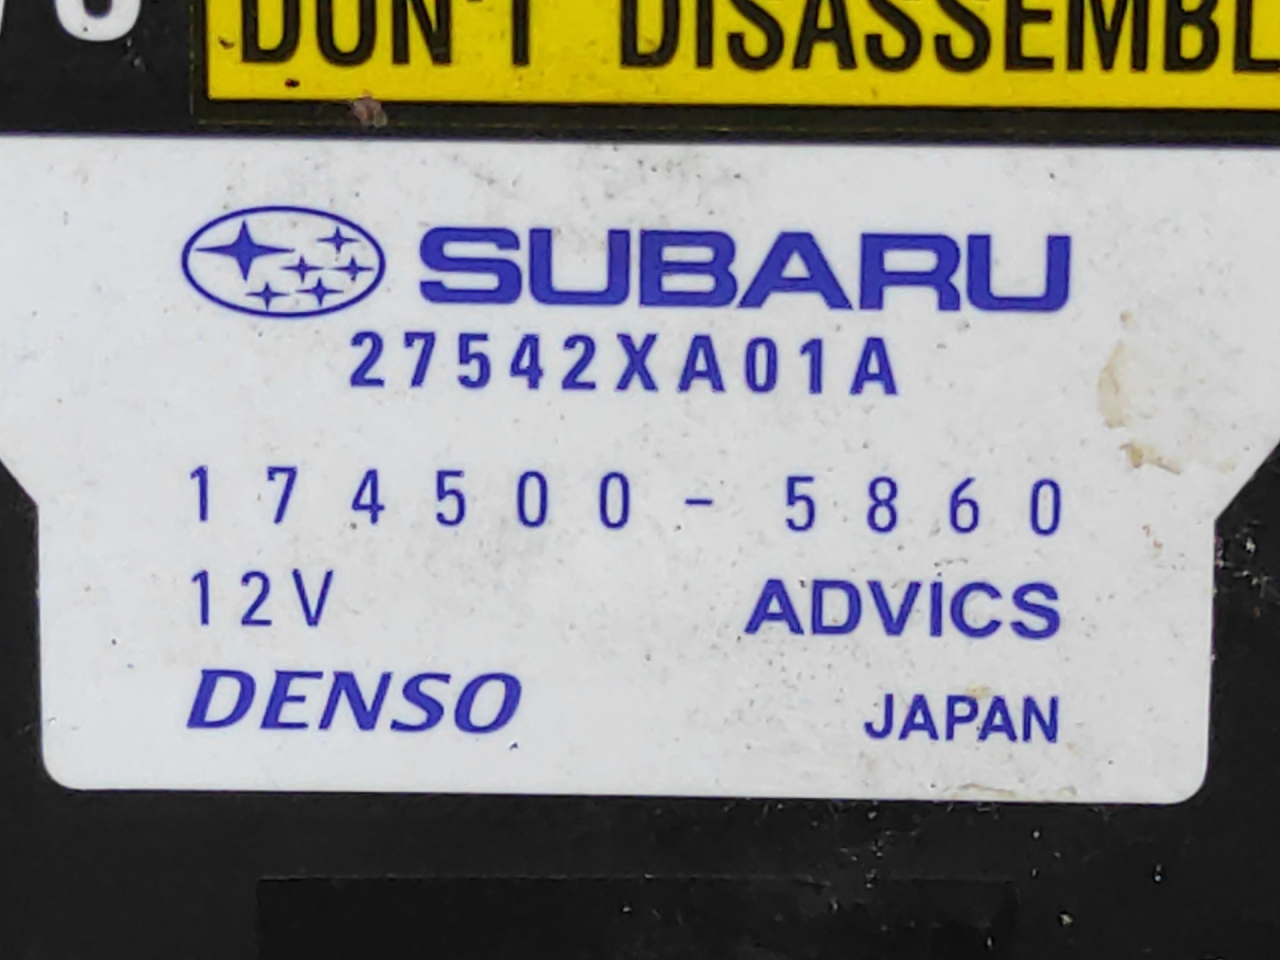 DON'T DISASSEMBL
SUBARU
27542XA01A
174500-5860
12V ADVICS
DENSO JAPAN